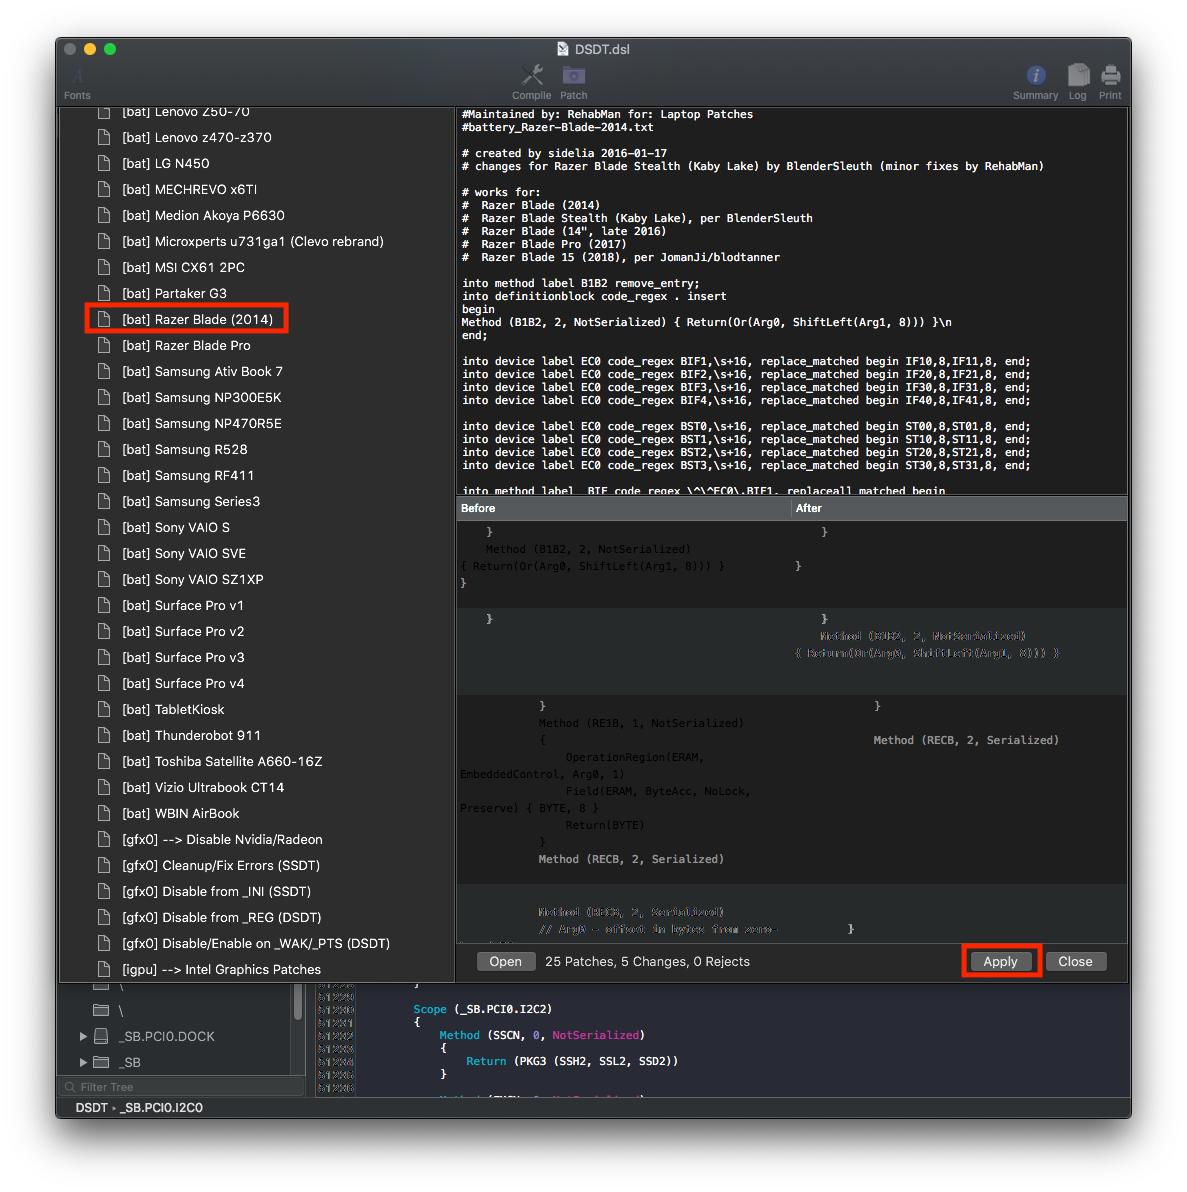 DSDT.dsl
Fonts
Compile
Patch
Summary
Log
Print
[bat] Lenovo Z50-70
[bat] Lenovo z470-z370
[bat] LG N450
[bat] MECHREVO x6TI
[bat] Medion Akoya P6630
[bat] Microxperts u731ga1 (Clevo rebrand)
[bat] MSI CX61 2PC
[bat] Partaker G3
[bat] Razer Blade (2014)
[bat] Razer Blade Pro
[bat] Samsung Ativ Book 7
[bat] Samsung NP300E5K
[bat] Samsung NP470R5E
[bat] Samsung R528
[bat] Samsung RF411
[bat] Samsung Series3
[bat] Sony VAIO S
[bat] Sony VAIO SVE
[bat] Sony VAIO SZ1XP
[bat] Surface Pro v1
[bat] Surface Pro v2
[bat] Surface Pro v3
[bat] Surface Pro v4
[bat] TabletKiosk
[bat] Thunderobot 911
[bat] Toshiba Satellite A660-16Z
[bat] Vizio Ultrabook CT14
[bat] WBIN AirBook
[gfx0] --> Disable Nvidia/Radeon
[gfx0] Cleanup/Fix Errors (SSDT)
[gfx0] Disable from _INI (SSDT)
[gfx0] Disable from _REG (DSDT)
[gfx0] Disable/Enable on _WAK/_PTS (DSDT)
[igpu] --> Intel Graphics Patches
#Maintained by: RehabMan for: Laptop Patches
#battery_Razer-Blade-2014.txt
# created by sidelia 2016-01-17
# changes for Razer Blade Stealth (Kaby Lake) by BlenderSleuth (minor fixes by RehabMan)
# works for:
#  Razer Blade (2014)
#  Razer Blade Stealth (Kaby Lake), per BlenderSleuth
#  Razer Blade (14", late 2016)
#  Razer Blade Pro (2017)
#  Razer Blade 15 (2018), per JomanJi/blodtanner
into method label B1B2 remove_entry;
into definitionblock code_regex . insert
begin
Method (B1B2, 2, NotSerialized) { Return(Or(Arg0, ShiftLeft(Arg1, 8))) }\n
end;
into device label EC0 code_regex BIF1,\s+16, replace_matched begin IF10,8,IF11,8, end;
into device label EC0 code_regex BIF2,\s+16, replace_matched begin IF20,8,IF21,8, end;
into device label EC0 code_regex BIF3,\s+16, replace_matched begin IF30,8,IF31,8, end;
into device label EC0 code_regex BIF4,\s+16, replace_matched begin IF40,8,IF41,8, end;
into device label EC0 code_regex BST0,\s+16, replace_matched begin ST00,8,ST01,8, end;
into device label EC0 code_regex BST1,\s+16, replace_matched begin ST10,8,ST11,8, end;
into device label EC0 code_regex BST2,\s+16, replace_matched begin ST20,8,ST21,8, end;
into device label EC0 code_regex BST3,\s+16, replace_matched begin ST30,8,ST31,8, end;
into method label _BIF code_regex \^\^EC0\.BIF1, replaceall_matched begin
Before
After
}
Method (B1B2, 2, NotSerialized)
{ Return(Or(Arg0, ShiftLeft(Arg1, 8))) }
}
}
}
}
}
Method (B1B2, 2, NotSerialized)
{ Return(Or(Arg0, ShiftLeft(Arg1, 8))) }
}
Method (RE1B, 1, NotSerialized)
{
OperationRegion(ERAM,
EmbeddedControl, Arg0, 1)
Field(ERAM, ByteAcc, NoLock,
Preserve) { BYTE, 8 }
Return(BYTE)
}
Method (RECB, 2, Serialized)
}
Method (RECB, 2, Serialized)
Method (RECB, 2, Serialized)
// Arg0 - offset in bytes from zero-
}
Open
25 Patches, 5 Changes, 0 Rejects
Apply
Close
\
\
_SB.PCI0.DOCK
_SB
Filter Tree
51229
}
51230
Scope (_SB.PCI0.I2C2)
51231
{
51232
Method (SSCN, 0, NotSerialized)
51233
{
51234
Return (PKG3 (SSH2, SSL2, SSD2))
51235
}
51236
DSDT
_SB.PCI0.I2C0